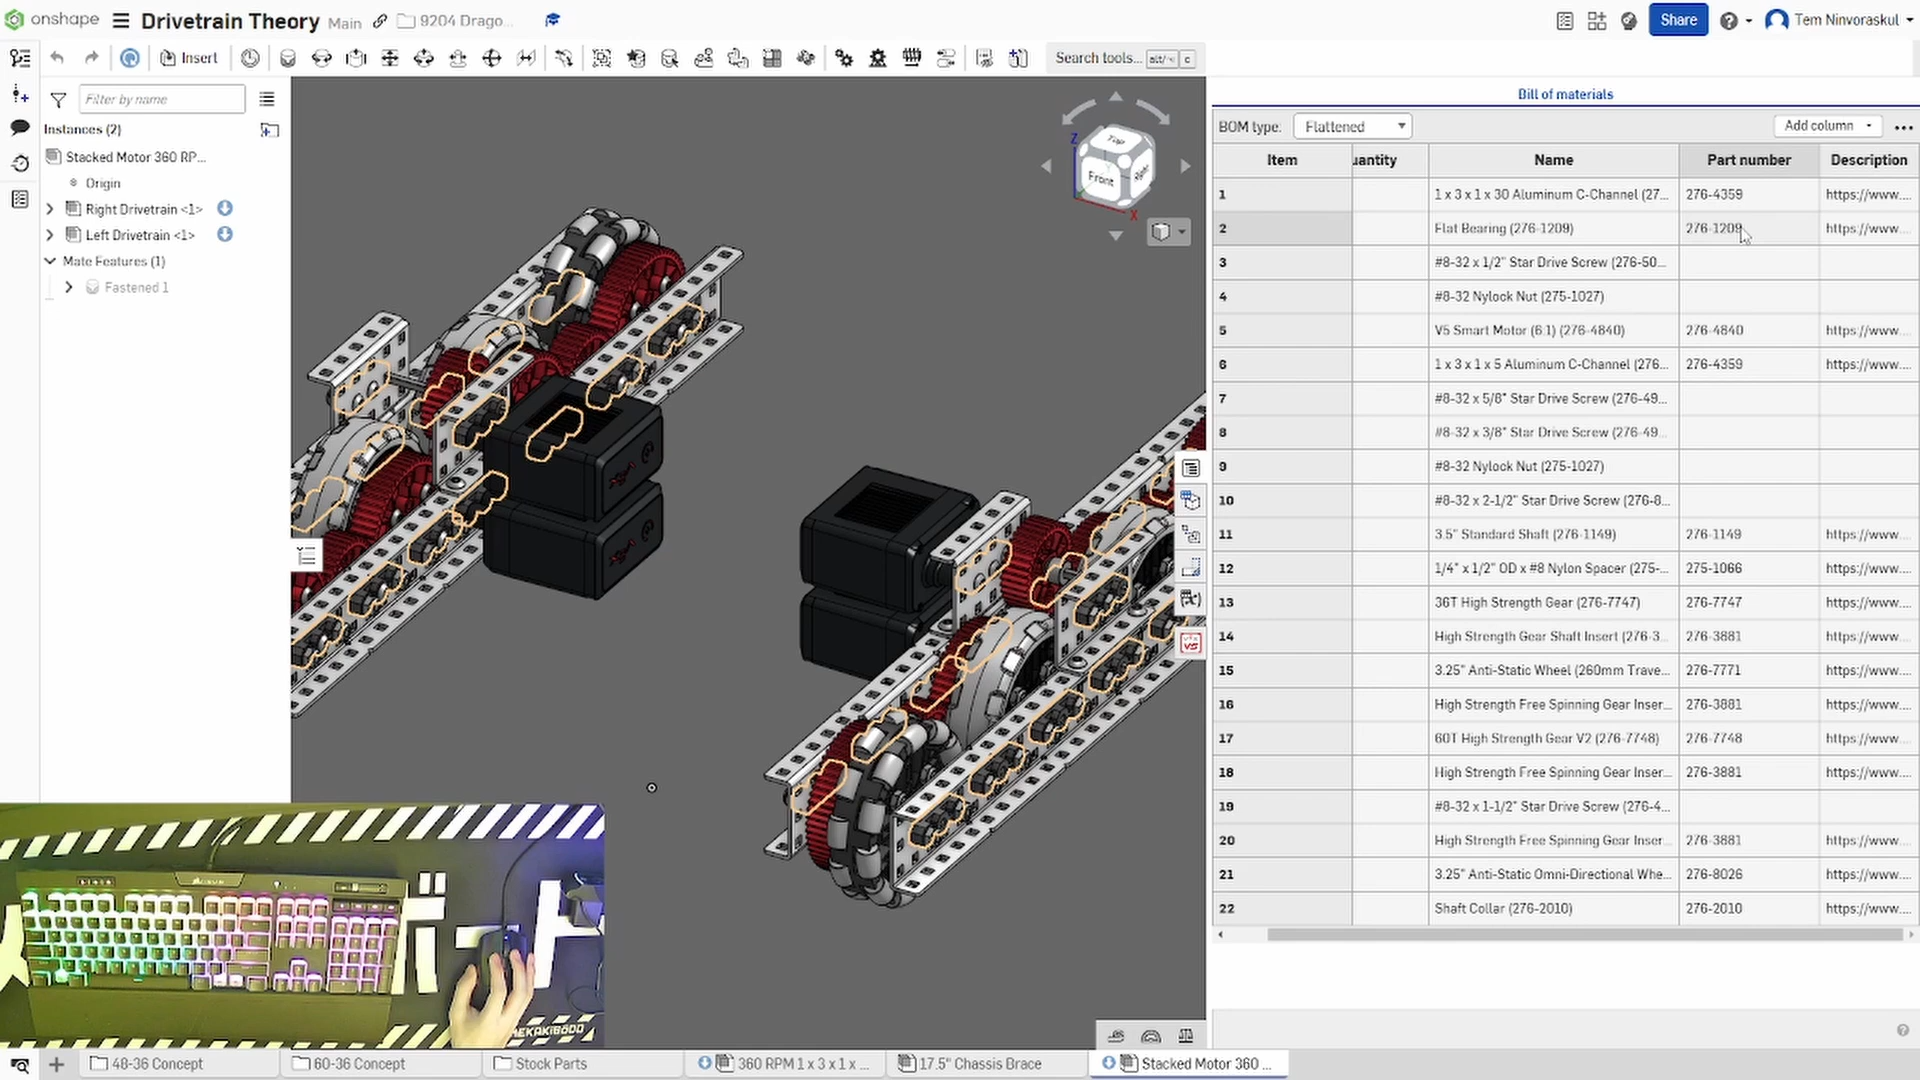 onshape Drivetrain Theory Main 9204 Drago...
Share Tem Ninvoraskul
Insert Search tools... alt/⌥ c
Filter by name
Instances (2)
Stacked Motor 360 RP...
Origin
Right Drivetrain <1>
Left Drivetrain <1>
Mate Features (1)
Fastened 1
Top
Front
Right
Z
X
Bill of materials
BOM type: Flattened Add column
Item uantity Name Part number Description
1 1 x 3 x 1 x 30 Aluminum C-Channel (27... 276-4359 https://www....
2 Flat Bearing (276-1209) 276-1209 https://www....
3 #8-32 x 1/2" Star Drive Screw (276-50...
4 #8-32 Nylock Nut (275-1027)
5 V5 Smart Motor (6:1) (276-4840) 276-4840 https://www....
6 1 x 3 x 1 x 5 Aluminum C-Channel (276... 276-4359 https://www....
7 #8-32 x 5/8" Star Drive Screw (276-49...
8 #8-32 x 3/8" Star Drive Screw (276-49...
9 #8-32 Nylock Nut (275-1027)
10 #8-32 x 2-1/2" Star Drive Screw (276-8...
11 3.5" Standard Shaft (276-1149) 276-1149 https://www....
12 1/4" x 1/2" OD x #8 Nylon Spacer (275-... 275-1066 https://www....
13 36T High Strength Gear (276-7747) 276-7747 https://www....
14 High Strength Gear Shaft Insert (276-3... 276-3881 https://www....
15 3.25" Anti-Static Wheel (260mm Trave... 276-7771 https://www....
16 High Strength Free Spinning Gear Inser... 276-3881 https://www....
17 60T High Strength Gear V2 (276-7748) 276-7748 https://www....
18 High Strength Free Spinning Gear Inser... 276-3881 https://www....
19 #8-32 x 1-1/2" Star Drive Screw (276-4...
20 High Strength Free Spinning Gear Inser... 276-3881 https://www....
21 3.25" Anti-Static Omni-Directional Whe... 276-8026 https://www....
22 Shaft Collar (276-2010) 276-2010 https://www....
48-36 Concept
60-36 Concept
Stock Parts
360 RPM 1 x 3 x 1 x ...
17.5" Chassis Brace
Stacked Motor 360 ...